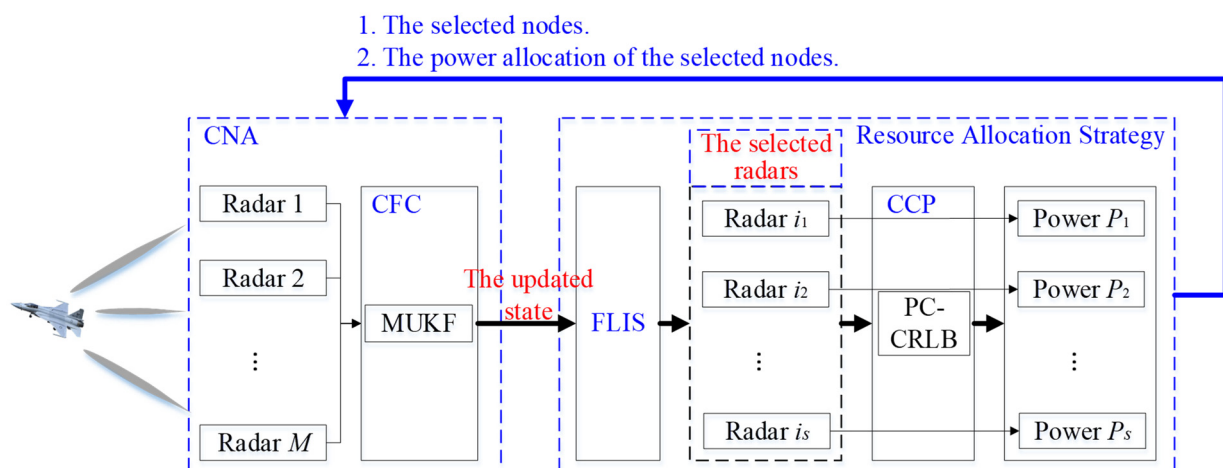 1. The selected nodes.
2. The power allocation of the selected nodes.
CNA
Radar 1
Radar 2
⋮
Radar M
CFC
MUKF
The updated
state
Resource Allocation Strategy
FLIS
The selected
radars
Radar i₁
Radar i₂
⋮
Radar iₛ
CCP
PC-
CRLB
Power P₁
Power P₂
⋮
Power Pₛ